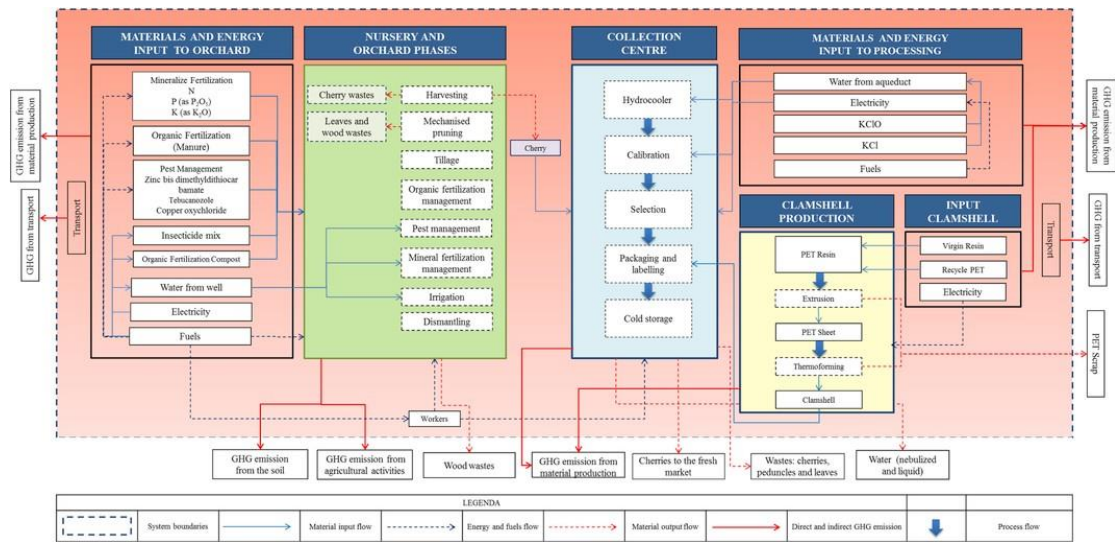 MATERIALS AND ENERGY
INPUT TO ORCHARD
NURSERY AND
ORCHARD PHASES
COLLECTION
CENTRE
MATERIALS AND ENERGY
INPUT TO PROCESSING
Mineralize Fertilization
N
P (as P₂O₅)
K (as K₂O)
Organic Fertilization
(Manure)
Pest Management
Zinc bis dimethyldithiocar
bamate
Tebucanozole
Copper oxychloride
Insecticide mix
Organic Fertilization Compost
Water from well
Electricity
Fuels
Cherry wastes
Leaves and
wood wastes
Harvesting
Mechanised
pruning
Tillage
Organic fertilization
management
Pest management
Mineral fertilization
management
Irrigation
Dismantling
Cherry
Workers
Hydrocooler
Calibration
Selection
Packaging and
labelling
Cold storage
Water from aqueduct
Electricity
KClO
KCl
Fuels
CLAMSHELL
PRODUCTION
INPUT
CLAMSHELL
PET Resin
Extrusion
PET Sheet
Thermoforming
Clamshell
Virgin Resin
Recycle PET
Electricity
GHG emission from
material production
GHG from transport
Transport
GHG emission from
material production
GHG from transport
Transport
PET Scrap
GHG emission
from the soil
GHG emission from
agricultural activities
Wood wastes
GHG emission from
material production
Cherries to the fresh
market
Wastes: cherries,
peduncles and leaves
Water (nebulized
and liquid)
LEGENDA
System boundaries
Material input flow
Energy and fuels flow
Material output flow
Direct and indirect GHG emission
Process flow